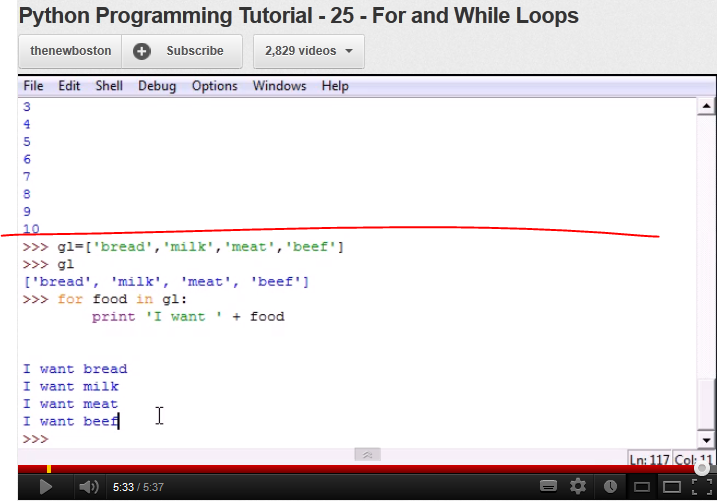 Python Programming Tutorial - 25 - For and While Loops
thenewboston Subscribe 2,829 videos
File Edit Shell Debug Options Windows Help
3
4
5
6
7
8
9
10
>>> gl=['bread','milk','meat','beef']
>>> gl
['bread', 'milk', 'meat', 'beef']
>>> for food in gl:
        print 'I want ' + food
I want bread
I want milk
I want meat
I want beef
>>>
Ln: 117 Col: 11
5:33 / 5:37